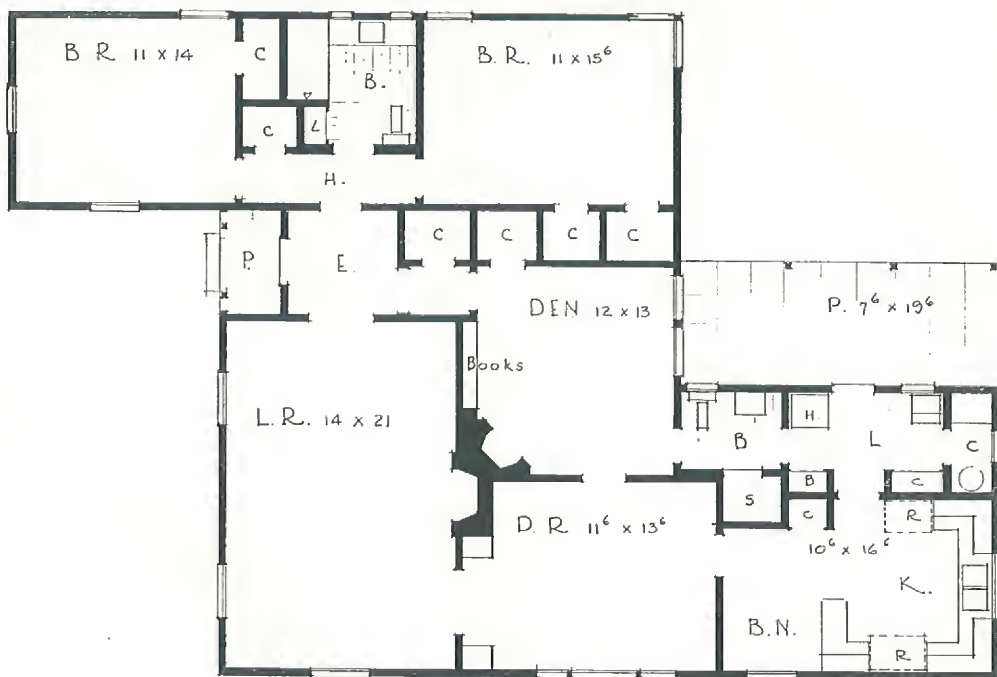 B R 11 x 14
C
B.
B. R. 11 x 15⁶
C
L
H.
P.
E.
C
C
C
C
DEN 12 x 13
P. 7⁶ x 19⁶
Books
L.R. 14 x 21
B
H.
L
C
S
B
C
C
D. R 11⁶ x 13⁶
R
10⁶ x 16⁶
K.
B.N.
R